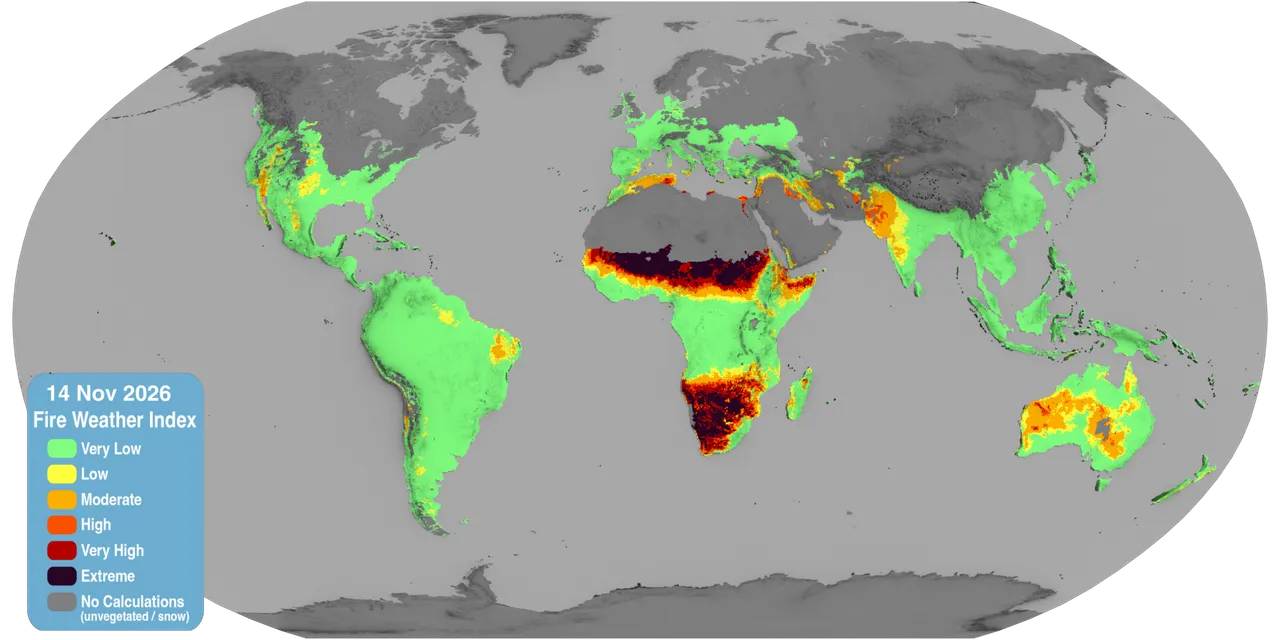 14 Nov 2026
Fire Weather Index
Very Low
Low
Moderate
High
Very High
Extreme
No Calculations
(unvegetated / snow)